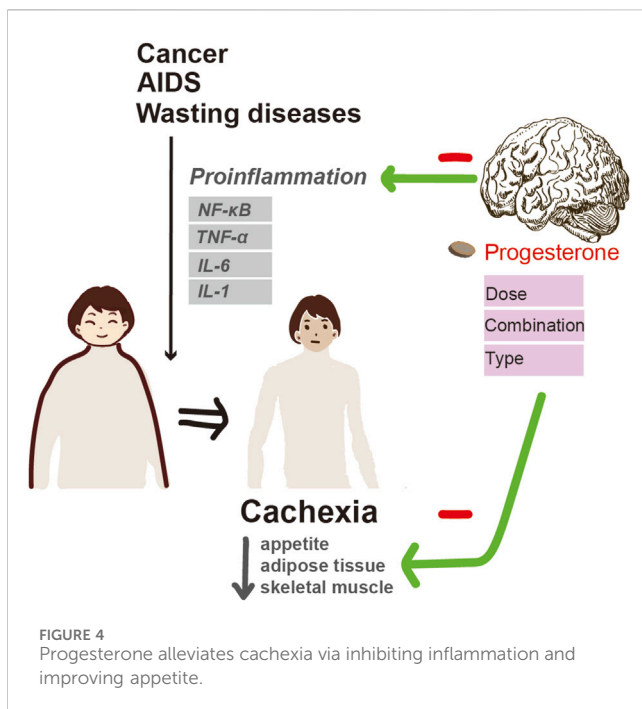 Cancer
AIDS
Wasting diseases
Proinflammation
NF-κB
TNF-α
IL-6
IL-1
Progesterone
Dose
Combination
Type
Cachexia
appetite
adipose tissue
skeletal muscle
FIGURE 4
Progesterone alleviates cachexia via inhibiting inflammation and
improving appetite.